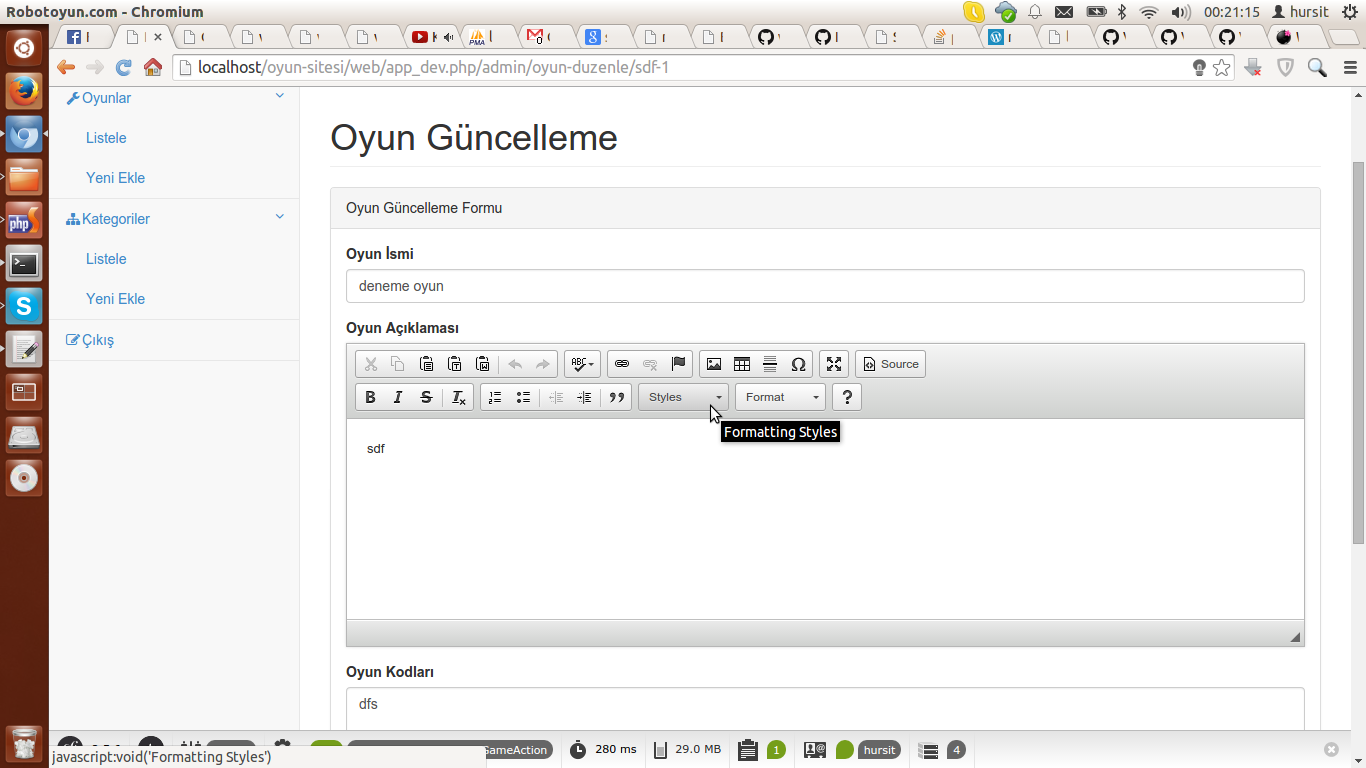 Robotoyun.com - Chromium
00:21:15 hursit
localhost/oyun-sitesi/web/app_dev.php/admin/oyun-duzenle/sdf-1
Oyunlar
Listele
Yeni Ekle
Kategoriler
Listele
Yeni Ekle
Çıkış
Oyun Güncelleme
Oyun Güncelleme Formu
Oyun İsmi
deneme oyun
Oyun Açıklaması
ABC
Source
Styles
Format
Formatting Styles
sdf
Oyun Kodları
dfs
GameAction
280 ms
29.0 MB
1
hursit
4
javascript:void('Formatting Styles')